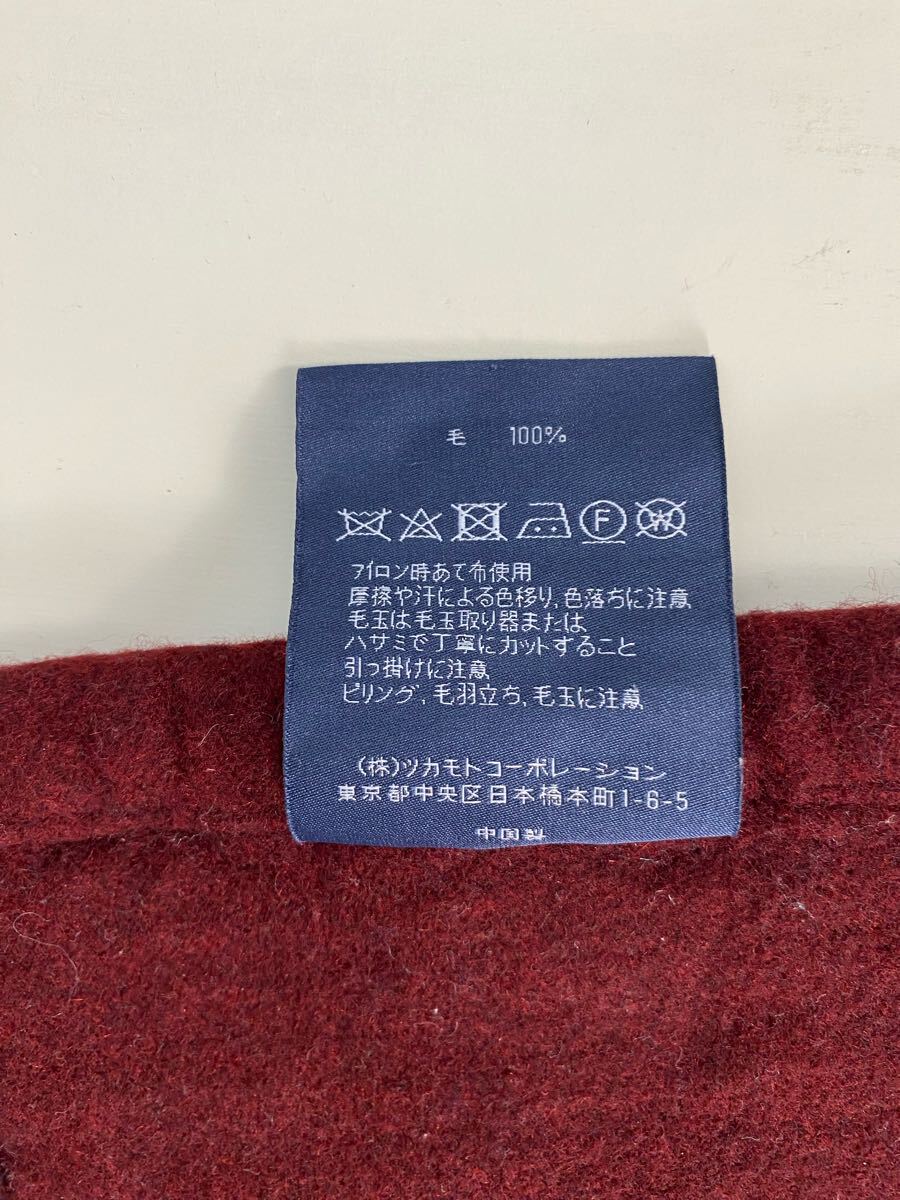 毛 100%
F W
アイロン時あて布使用
摩擦や汗による色移り,色落ちに注意
毛玉は毛玉取り器または
ハサミで丁寧にカットすること
引っ掛けに注意
ピリング,毛羽立ち,毛玉に注意
(株)ツカモトコーポレーション
東京都中央区日本橋本町1-6-5
中国製